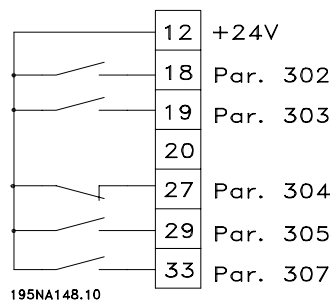 12 +24V
18 Par. 302
19 Par. 303
20
27 Par. 304
29 Par. 305
33 Par. 307
195NA148.10